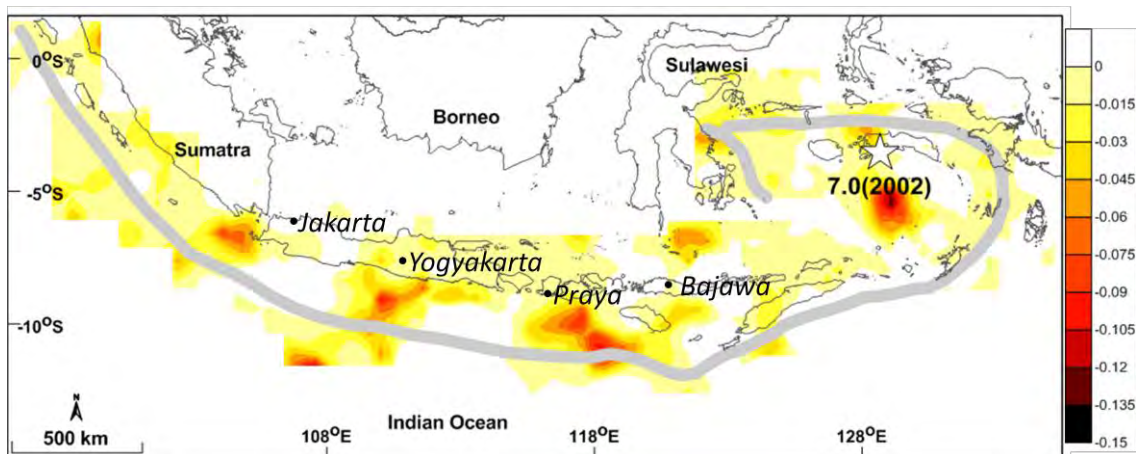 0
0°S
Sulawesi
-0.015
Borneo
-0.03
Sumatra
-0.045
7.0(2002)
-5°S
-0.06
Jakarta
-0.075
Yogyakarta
Bajawa
Praya
-0.09
-10°S
-0.105
-0.12
Indian Ocean
-0.135
N
500 km
108°E
118°E
128°E
-0.15